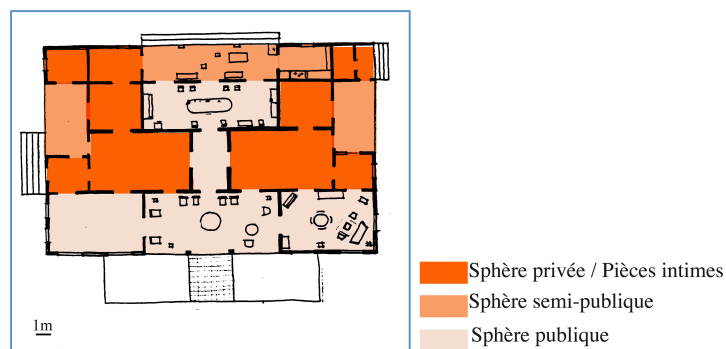 Sphère privée / Pièces intimes
Sphère semi-publique
Sphère publique
1m